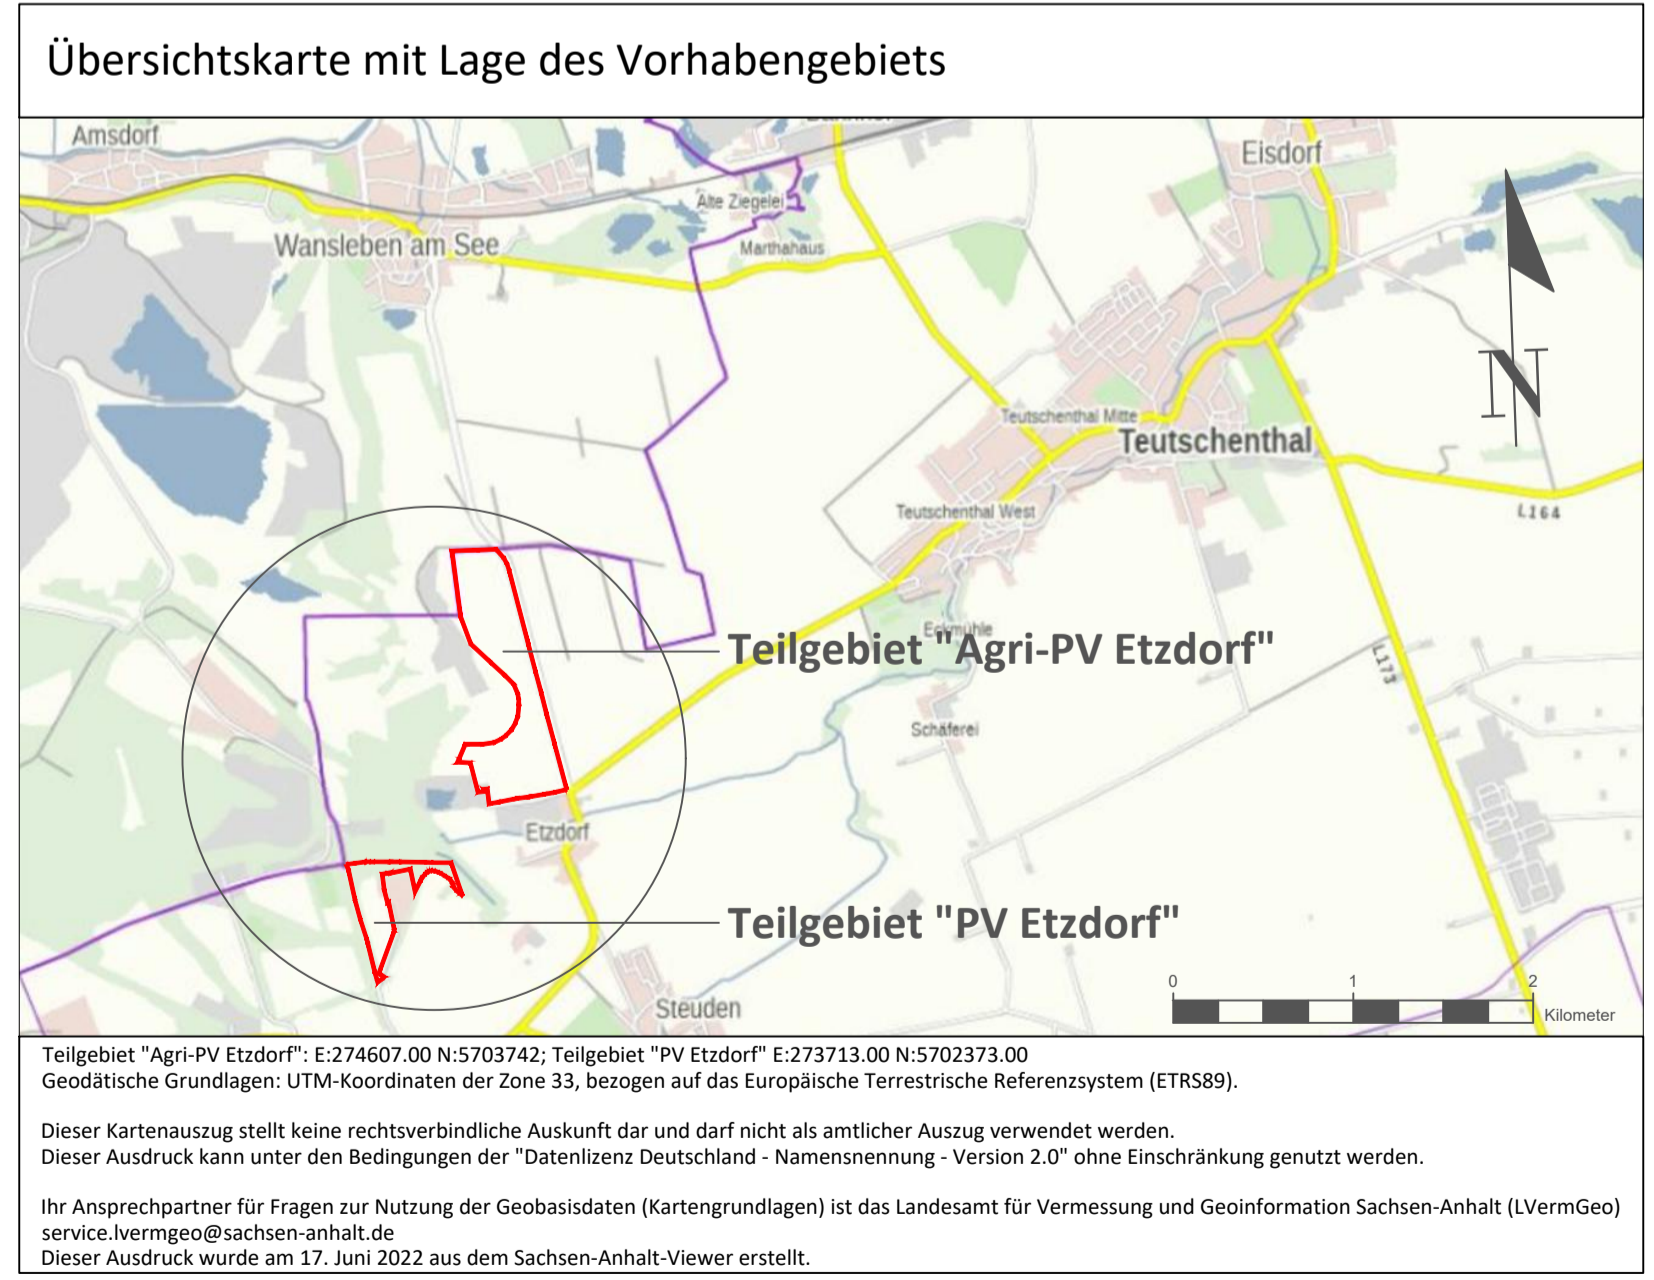 Übersichtskarte mit Lage des Vorhabengebiets
Amsdorf
Eisdorf
Alte Ziegelei
Wansleben am See
Marthahaus
N
Teutschenthal Mitte
Teutschenthal
Teutschenthal West
L164
Eckmühle
Teilgebiet "Agri-PV Etzdorf"
L173
Schäferei
Etzdorf
Teilgebiet "PV Etzdorf"
0 1 2
Steuden
Kilometer
Teilgebiet "Agri-PV Etzdorf": E:274607.00 N:5703742; Teilgebiet "PV Etzdorf" E:273713.00 N:5702373.00
Geodätische Grundlagen: UTM-Koordinaten der Zone 33, bezogen auf das Europäische Terrestrische Referenzsystem (ETRS89).
Dieser Kartenauszug stellt keine rechtsverbindliche Auskunft dar und darf nicht als amtlicher Auszug verwendet werden.
Dieser Ausdruck kann unter den Bedingungen der "Datenlizenz Deutschland - Namensnennung - Version 2.0" ohne Einschränkung genutzt werden.
Ihr Ansprechpartner für Fragen zur Nutzung der Geobasisdaten (Kartengrundlagen) ist das Landesamt für Vermessung und Geoinformation Sachsen-Anhalt (LVermGeo)
service.lvermgeo@sachsen-anhalt.de
Dieser Ausdruck wurde am 17. Juni 2022 aus dem Sachsen-Anhalt-Viewer erstellt.